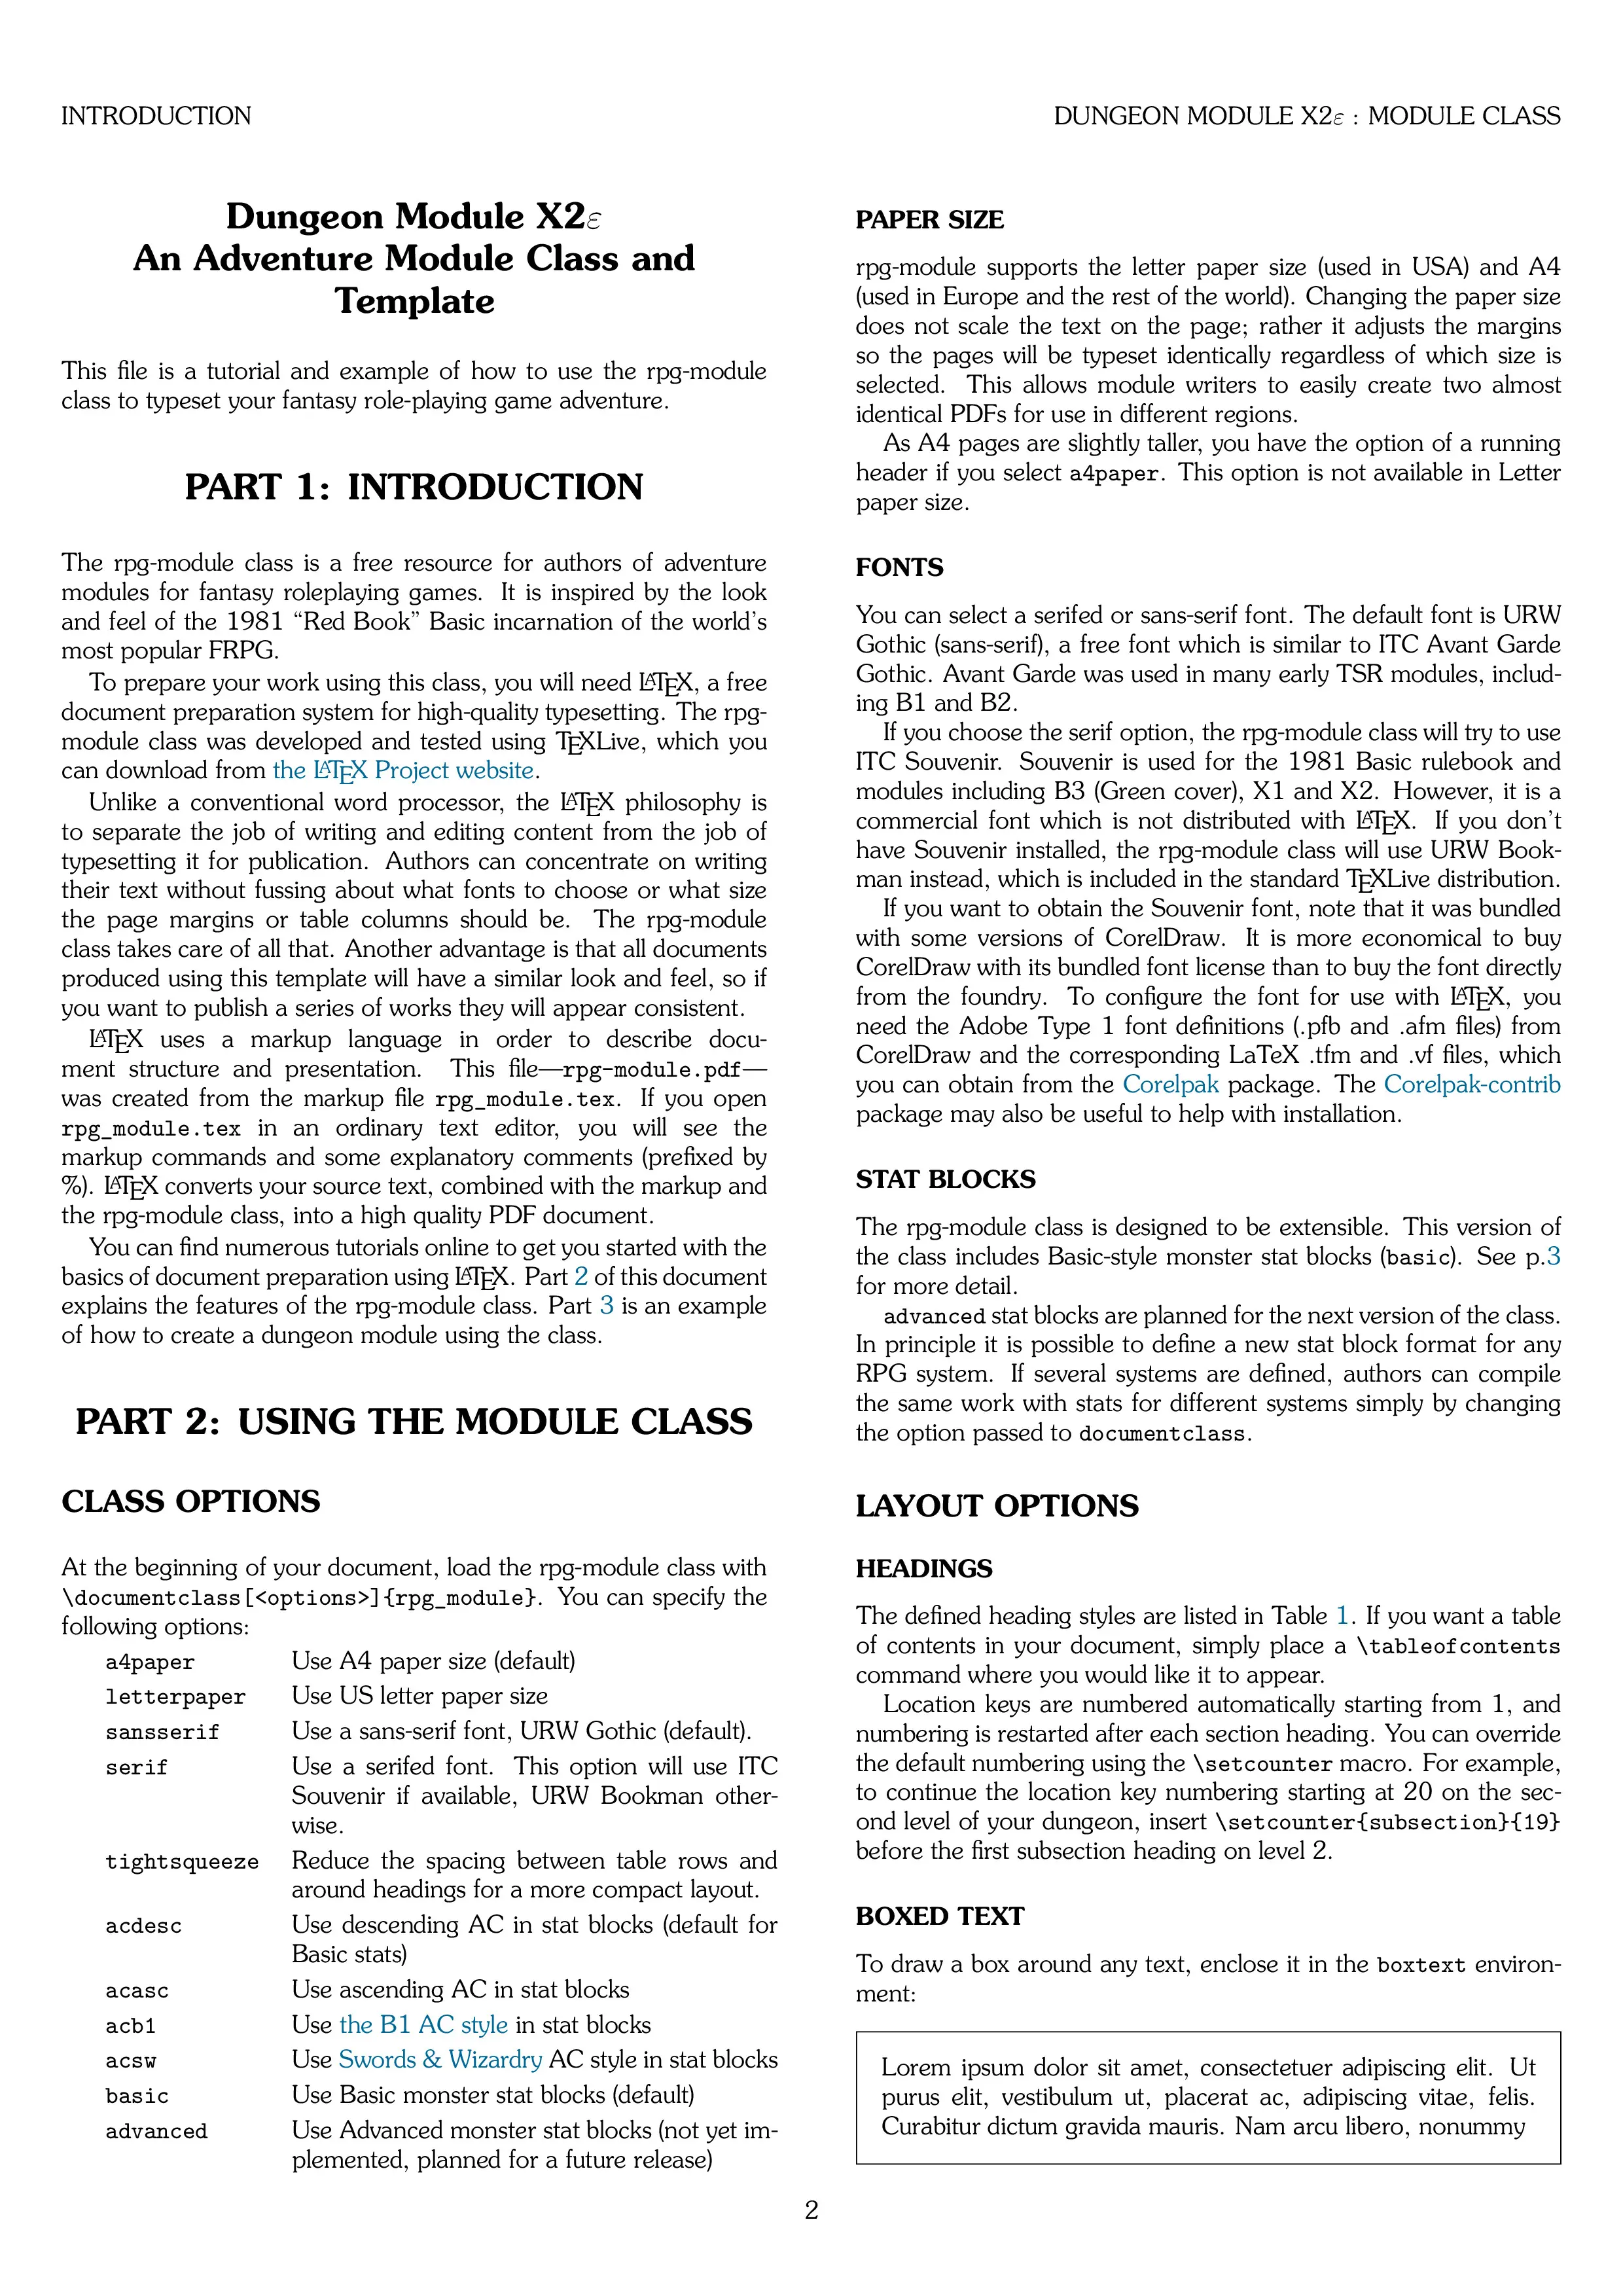 INTRODUCTION
DUNGEON MODULE X2ε : MODULE CLASS
Dungeon Module X2ε
An Adventure Module Class and
Template
This file is a tutorial and example of how to use the rpg-module
class to typeset your fantasy role-playing game adventure.
PART 1: INTRODUCTION
The rpg-module class is a free resource for authors of adventure
modules for fantasy roleplaying games. It is inspired by the look
and feel of the 1981 “Red Book” Basic incarnation of the world’s
most popular FRPG.
To prepare your work using this class, you will need LATEX, a free
document preparation system for high-quality typesetting. The rpg-
module class was developed and tested using TEXLive, which you
can download from the LATEX Project website.
Unlike a conventional word processor, the LATEX philosophy is
to separate the job of writing and editing content from the job of
typesetting it for publication. Authors can concentrate on writing
their text without fussing about what fonts to choose or what size
the page margins or table columns should be. The rpg-module
class takes care of all that. Another advantage is that all documents
produced using this template will have a similar look and feel, so if
you want to publish a series of works they will appear consistent.
LATEX uses a markup language in order to describe docu-
ment structure and presentation. This file—rpg-module.pdf—
was created from the markup file rpg_module.tex. If you open
rpg_module.tex in an ordinary text editor, you will see the
markup commands and some explanatory comments (prefixed by
%). LATEX converts your source text, combined with the markup and
the rpg-module class, into a high quality PDF document.
You can find numerous tutorials online to get you started with the
basics of document preparation using LATEX. Part 2 of this document
explains the features of the rpg-module class. Part 3 is an example
of how to create a dungeon module using the class.
PART 2: USING THE MODULE CLASS
CLASS OPTIONS
At the beginning of your document, load the rpg-module class with
\documentclass[<options>]{rpg_module}. You can specify the
following options:
a4paper Use A4 paper size (default)
letterpaper Use US letter paper size
sansserif Use a sans-serif font, URW Gothic (default).
serif Use a serifed font. This option will use ITC
Souvenir if available, URW Bookman other-
wise.
tightsqueeze Reduce the spacing between table rows and
around headings for a more compact layout.
acdesc Use descending AC in stat blocks (default for
Basic stats)
acasc Use ascending AC in stat blocks
acb1 Use the B1 AC style in stat blocks
acsw Use Swords & Wizardry AC style in stat blocks
basic Use Basic monster stat blocks (default)
advanced Use Advanced monster stat blocks (not yet im-
plemented, planned for a future release)
PAPER SIZE
rpg-module supports the letter paper size (used in USA) and A4
(used in Europe and the rest of the world). Changing the paper size
does not scale the text on the page; rather it adjusts the margins
so the pages will be typeset identically regardless of which size is
selected. This allows module writers to easily create two almost
identical PDFs for use in different regions.
As A4 pages are slightly taller, you have the option of a running
header if you select a4paper. This option is not available in Letter
paper size.
FONTS
You can select a serifed or sans-serif font. The default font is URW
Gothic (sans-serif), a free font which is similar to ITC Avant Garde
Gothic. Avant Garde was used in many early TSR modules, includ-
ing B1 and B2.
If you choose the serif option, the rpg-module class will try to use
ITC Souvenir. Souvenir is used for the 1981 Basic rulebook and
modules including B3 (Green cover), X1 and X2. However, it is a
commercial font which is not distributed with LATEX. If you don’t
have Souvenir installed, the rpg-module class will use URW Book-
man instead, which is included in the standard TEXLive distribution.
If you want to obtain the Souvenir font, note that it was bundled
with some versions of CorelDraw. It is more economical to buy
CorelDraw with its bundled font license than to buy the font directly
from the foundry. To configure the font for use with LATEX, you
need the Adobe Type 1 font definitions (.pfb and .afm files) from
CorelDraw and the corresponding LaTeX .tfm and .vf files, which
you can obtain from the Corelpak package. The Corelpak-contrib
package may also be useful to help with installation.
STAT BLOCKS
The rpg-module class is designed to be extensible. This version of
the class includes Basic-style monster stat blocks (basic). See p.3
for more detail.
advanced stat blocks are planned for the next version of the class.
In principle it is possible to define a new stat block format for any
RPG system. If several systems are defined, authors can compile
the same work with stats for different systems simply by changing
the option passed to documentclass.
LAYOUT OPTIONS
HEADINGS
The defined heading styles are listed in Table 1. If you want a table
of contents in your document, simply place a \tableofcontents
command where you would like it to appear.
Location keys are numbered automatically starting from 1, and
numbering is restarted after each section heading. You can override
the default numbering using the \setcounter macro. For example,
to continue the location key numbering starting at 20 on the sec-
ond level of your dungeon, insert \setcounter{subsection}{19}
before the first subsection heading on level 2.
BOXED TEXT
To draw a box around any text, enclose it in the boxtext environ-
ment:
Lorem ipsum dolor sit amet, consectetuer adipiscing elit. Ut
purus elit, vestibulum ut, placerat ac, adipiscing vitae, felis.
Curabitur dictum gravida mauris. Nam arcu libero, nonummy
2